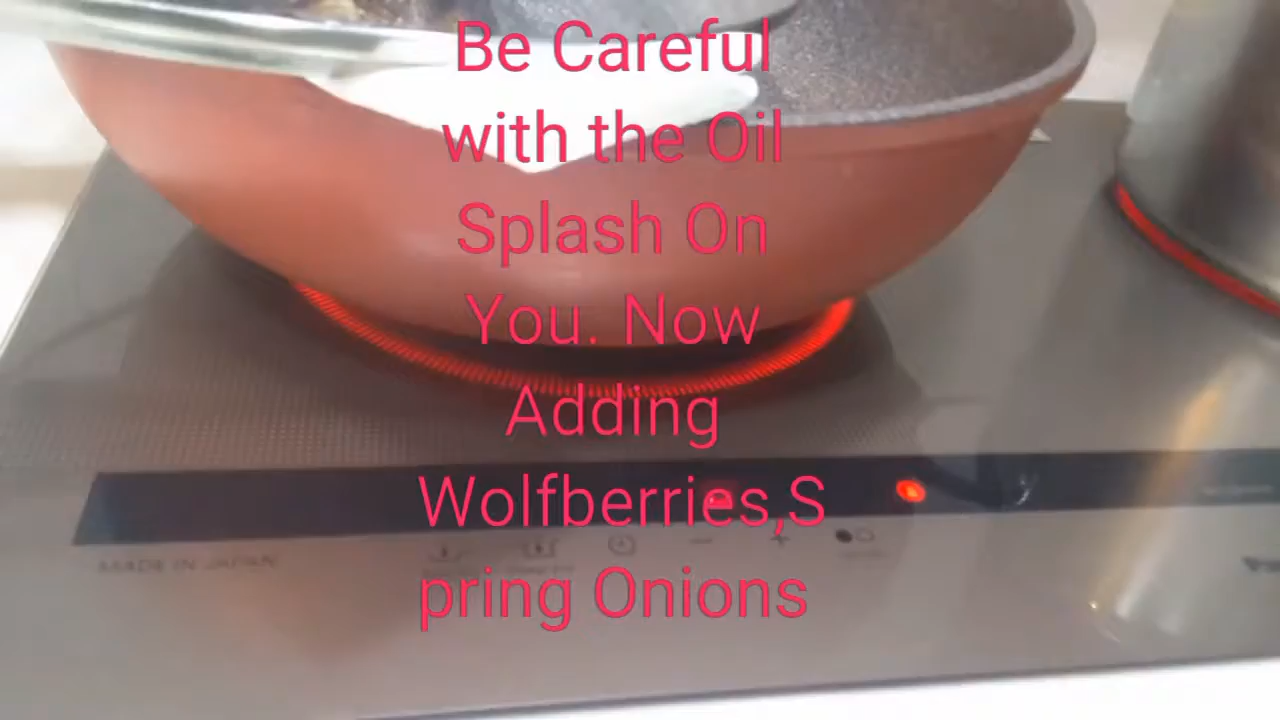 Be Careful
with the Oil
Splash On
You. Now
Adding
Wolfberries,S
pring Onions
MADE IN JAPAN